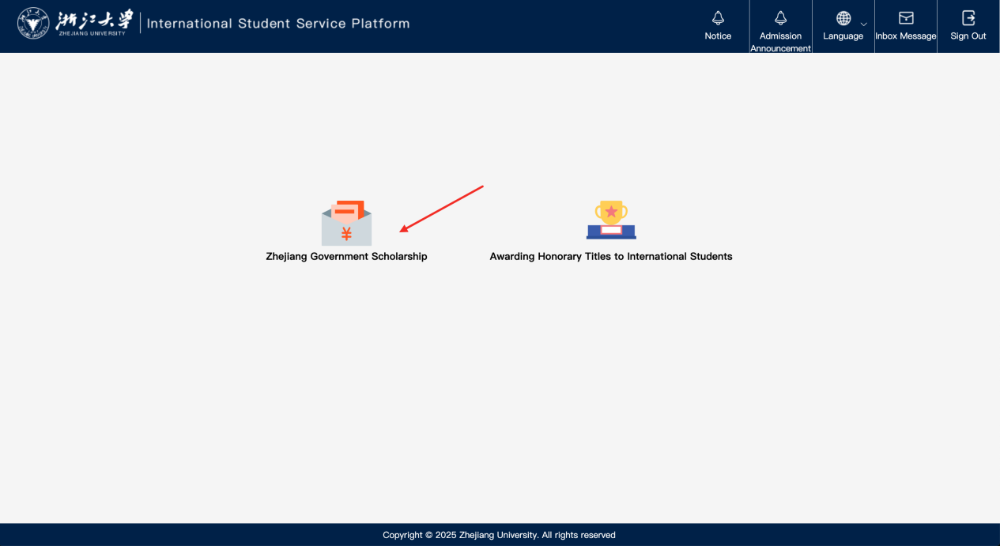 浙江大学
ZHEJIANG UNIVERSITY
International Student Service Platform
Notice
Admission
Announcement
Language
Inbox Message
Sign Out
¥
Zhejiang Government Scholarship
Awarding Honorary Titles to International Students
Copyright © 2025 Zhejiang University. All rights reserved